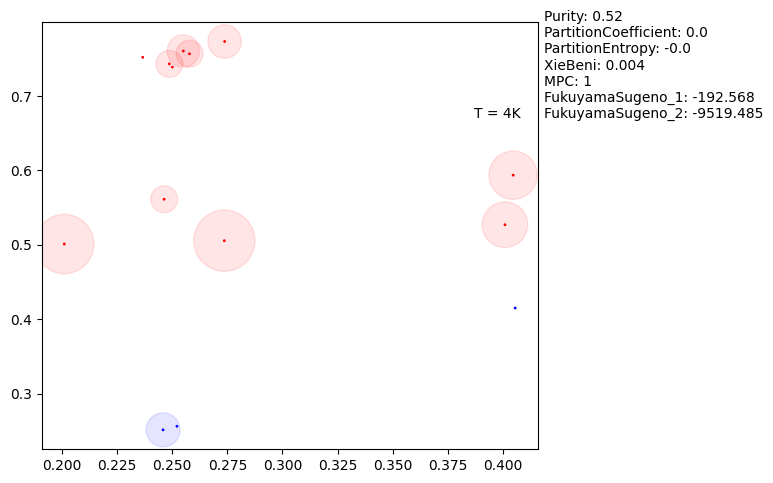 Purity: 0.52
PartitionCoefficient: 0.0
PartitionEntropy: -0.0
XieBeni: 0.004
MPC: 1
FukuyamaSugeno_1: -192.568
FukuyamaSugeno_2: -9519.485
T = 4K
0.7
0.6
0.5
0.4
0.3
0.200 0.225 0.250 0.275 0.300 0.325 0.350 0.375 0.400